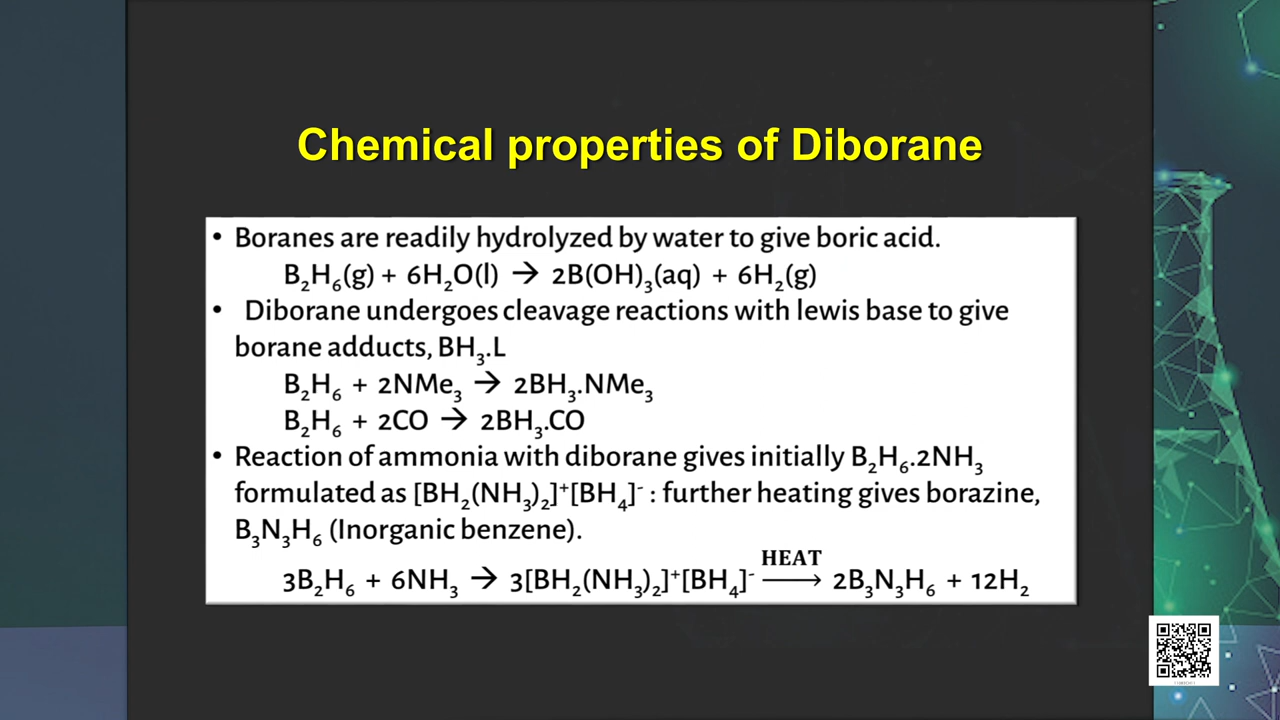 Chemical properties of Diborane
• Boranes are readily hydrolyzed by water to give boric acid.
B₂H₆(g) + 6H₂O(l) → 2B(OH)₃(aq) + 6H₂(g)
• Diborane undergoes cleavage reactions with lewis base to give
borane adducts, BH₃.L
B₂H₆ + 2NMe₃ → 2BH₃.NMe₃
B₂H₆ + 2CO → 2BH₃.CO
• Reaction of ammonia with diborane gives initially B₂H₆.2NH₃
formulated as [BH₂(NH₃)₂]⁺[BH₄]⁻ : further heating gives borazine,
B₃N₃H₆ (Inorganic benzene).
HEAT
3B₂H₆ + 6NH₃ → 3[BH₂(NH₃)₂]⁺[BH₄]⁻ ⟶ 2B₃N₃H₆ + 12H₂